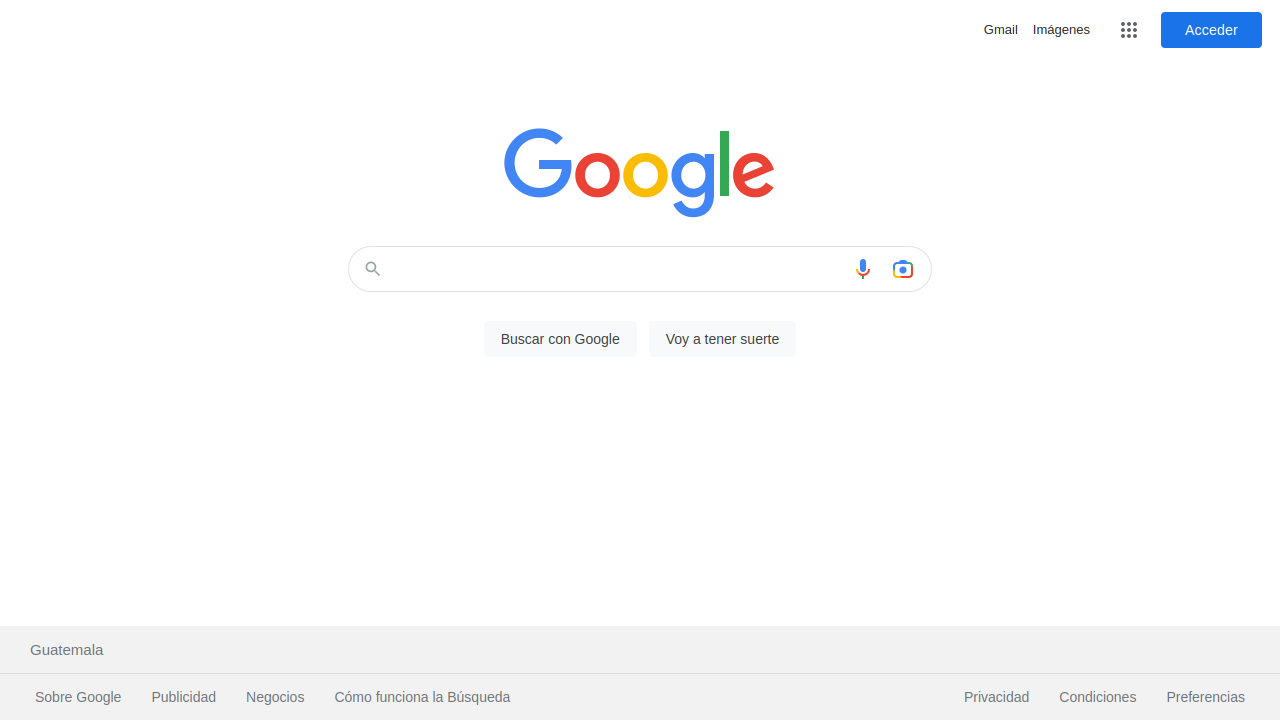 Gmail Imágenes Acceder
Google
Buscar con Google Voy a tener suerte
Guatemala
Sobre Google Publicidad Negocios Cómo funciona la Búsqueda Privacidad Condiciones Preferencias